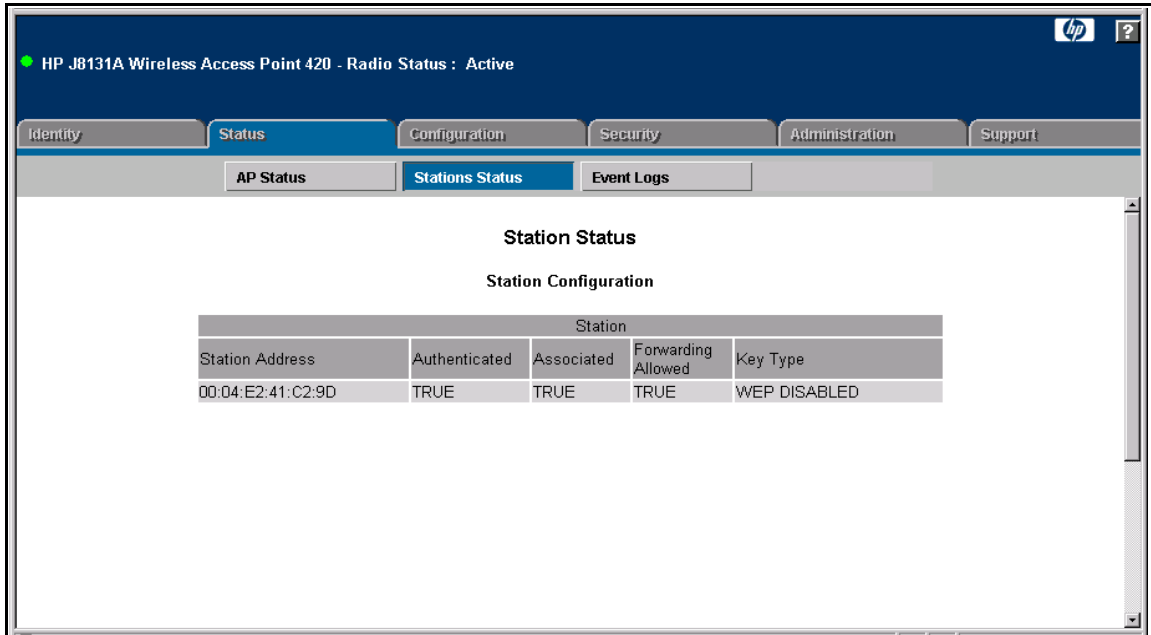 hp ?
HP J8131A Wireless Access Point 420 - Radio Status : Active
Identity Status Configuration Security Administration Support
AP Status Stations Status Event Logs
Station Status
Station Configuration
Station
Station Address Authenticated Associated Forwarding Allowed Key Type
00:04:E2:41:C2:9D TRUE TRUE TRUE WEP DISABLED